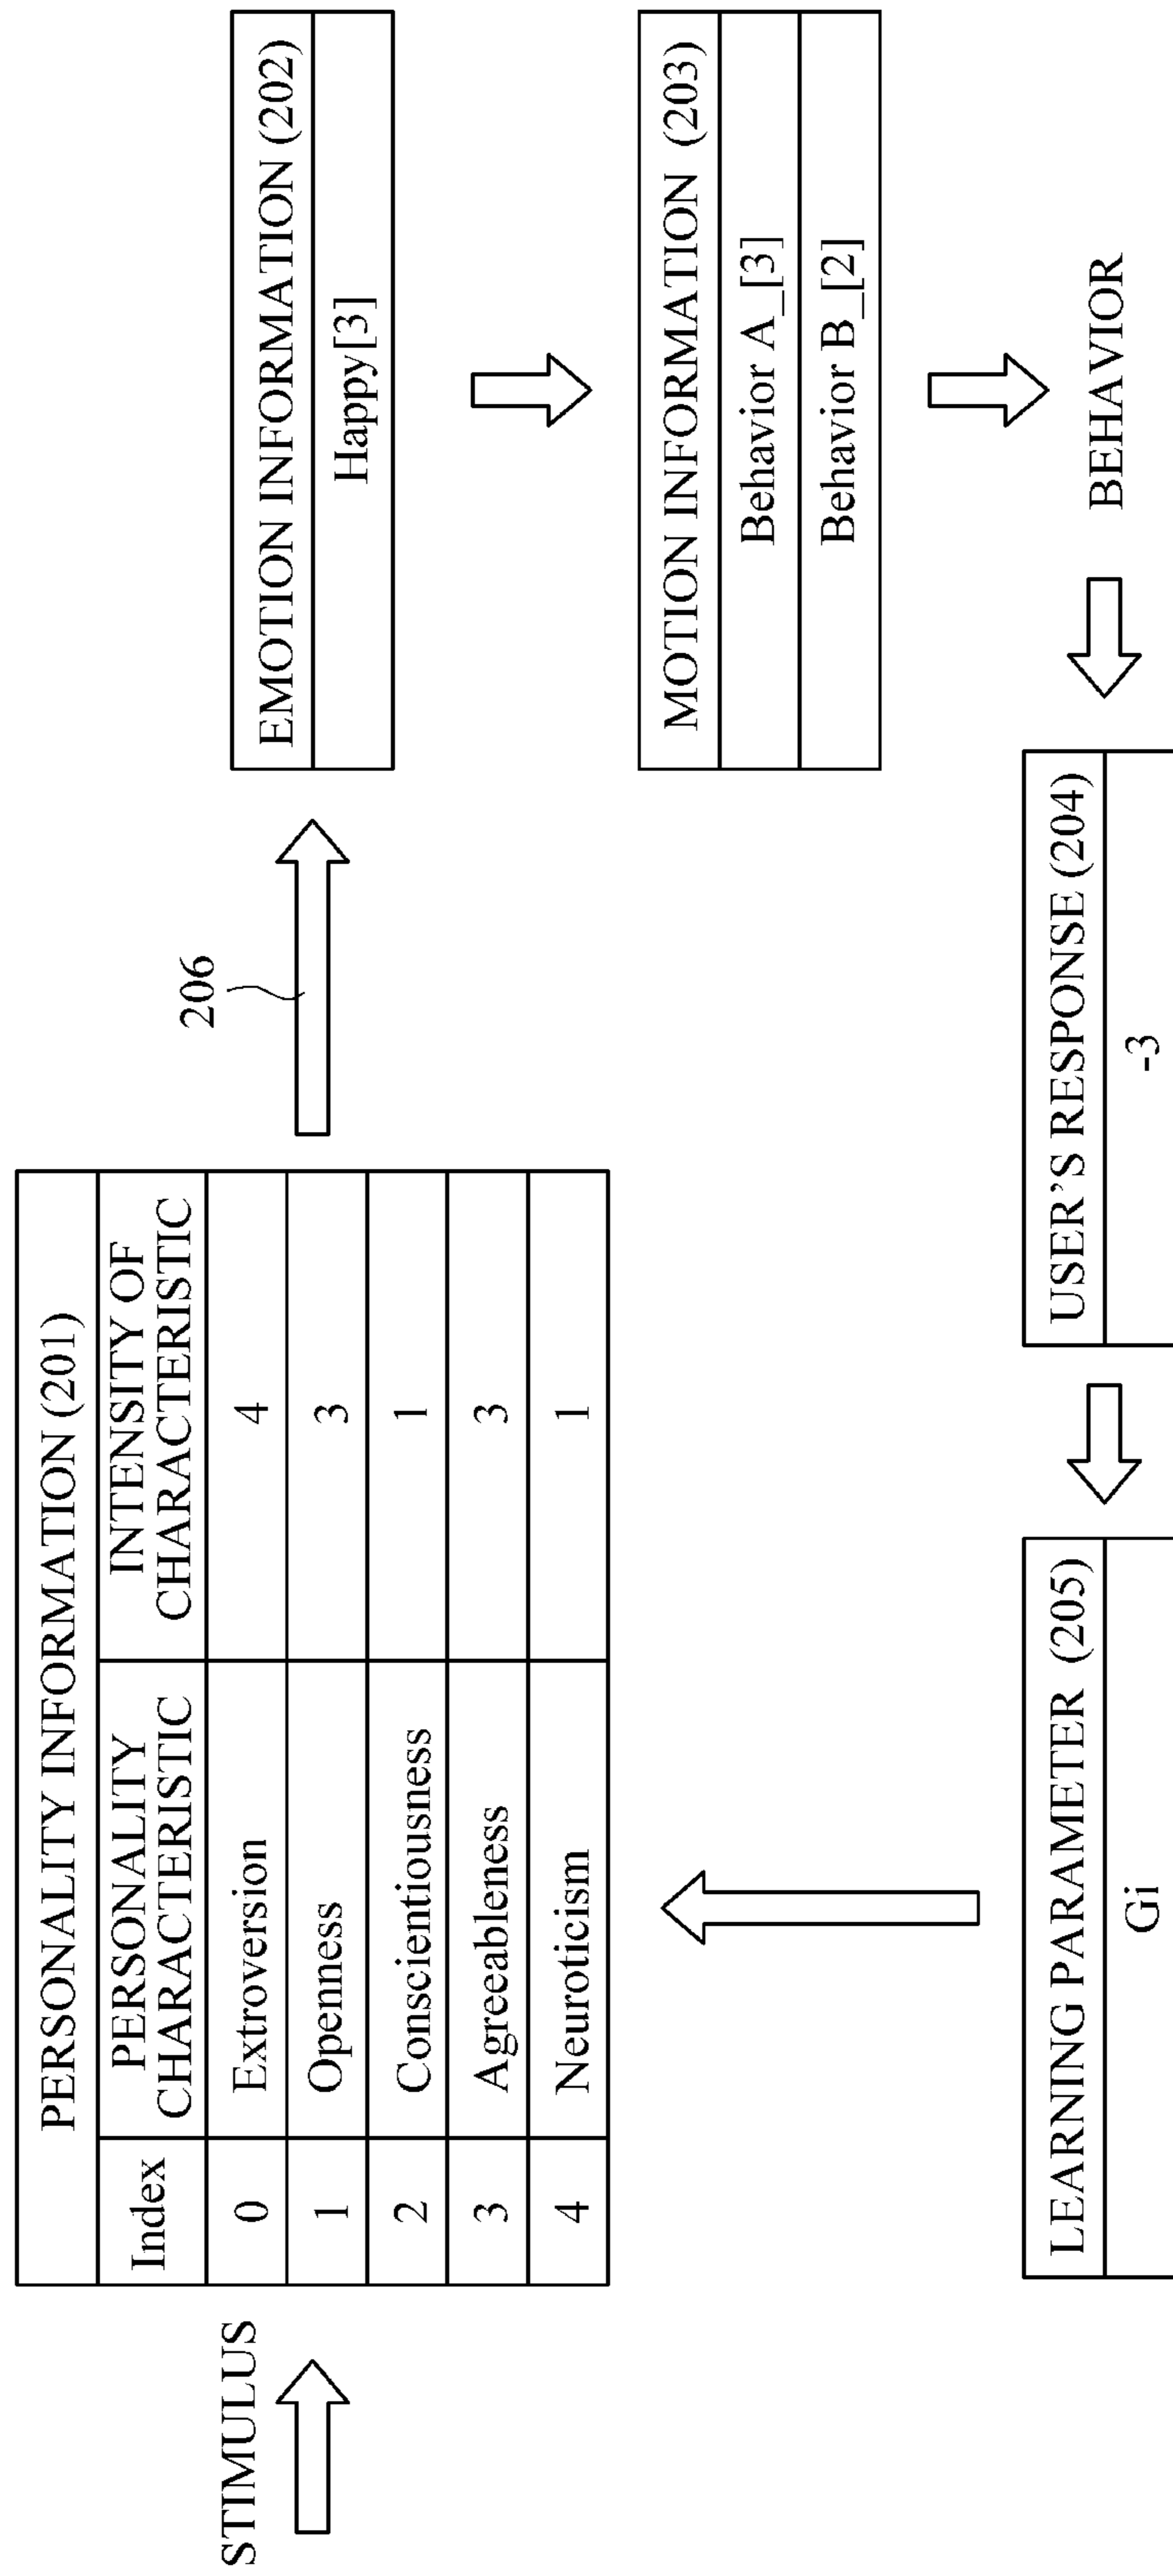 STIMULUS
PERSONALITY INFORMATION (201)
Index
PERSONALITY
CHARACTERISTIC
INTENSITY OF
CHARACTERISTIC
0 Extroversion 4
1 Openness 3
2 Conscientiousness 1
3 Agreeableness 3
4 Neuroticism 1
206
EMOTION INFORMATION (202)
Happy[3]
MOTION INFORMATION (203)
Behavior A_[3]
Behavior B_[2]
BEHAVIOR
USER'S RESPONSE (204)
-3
LEARNING PARAMETER (205)
Gi